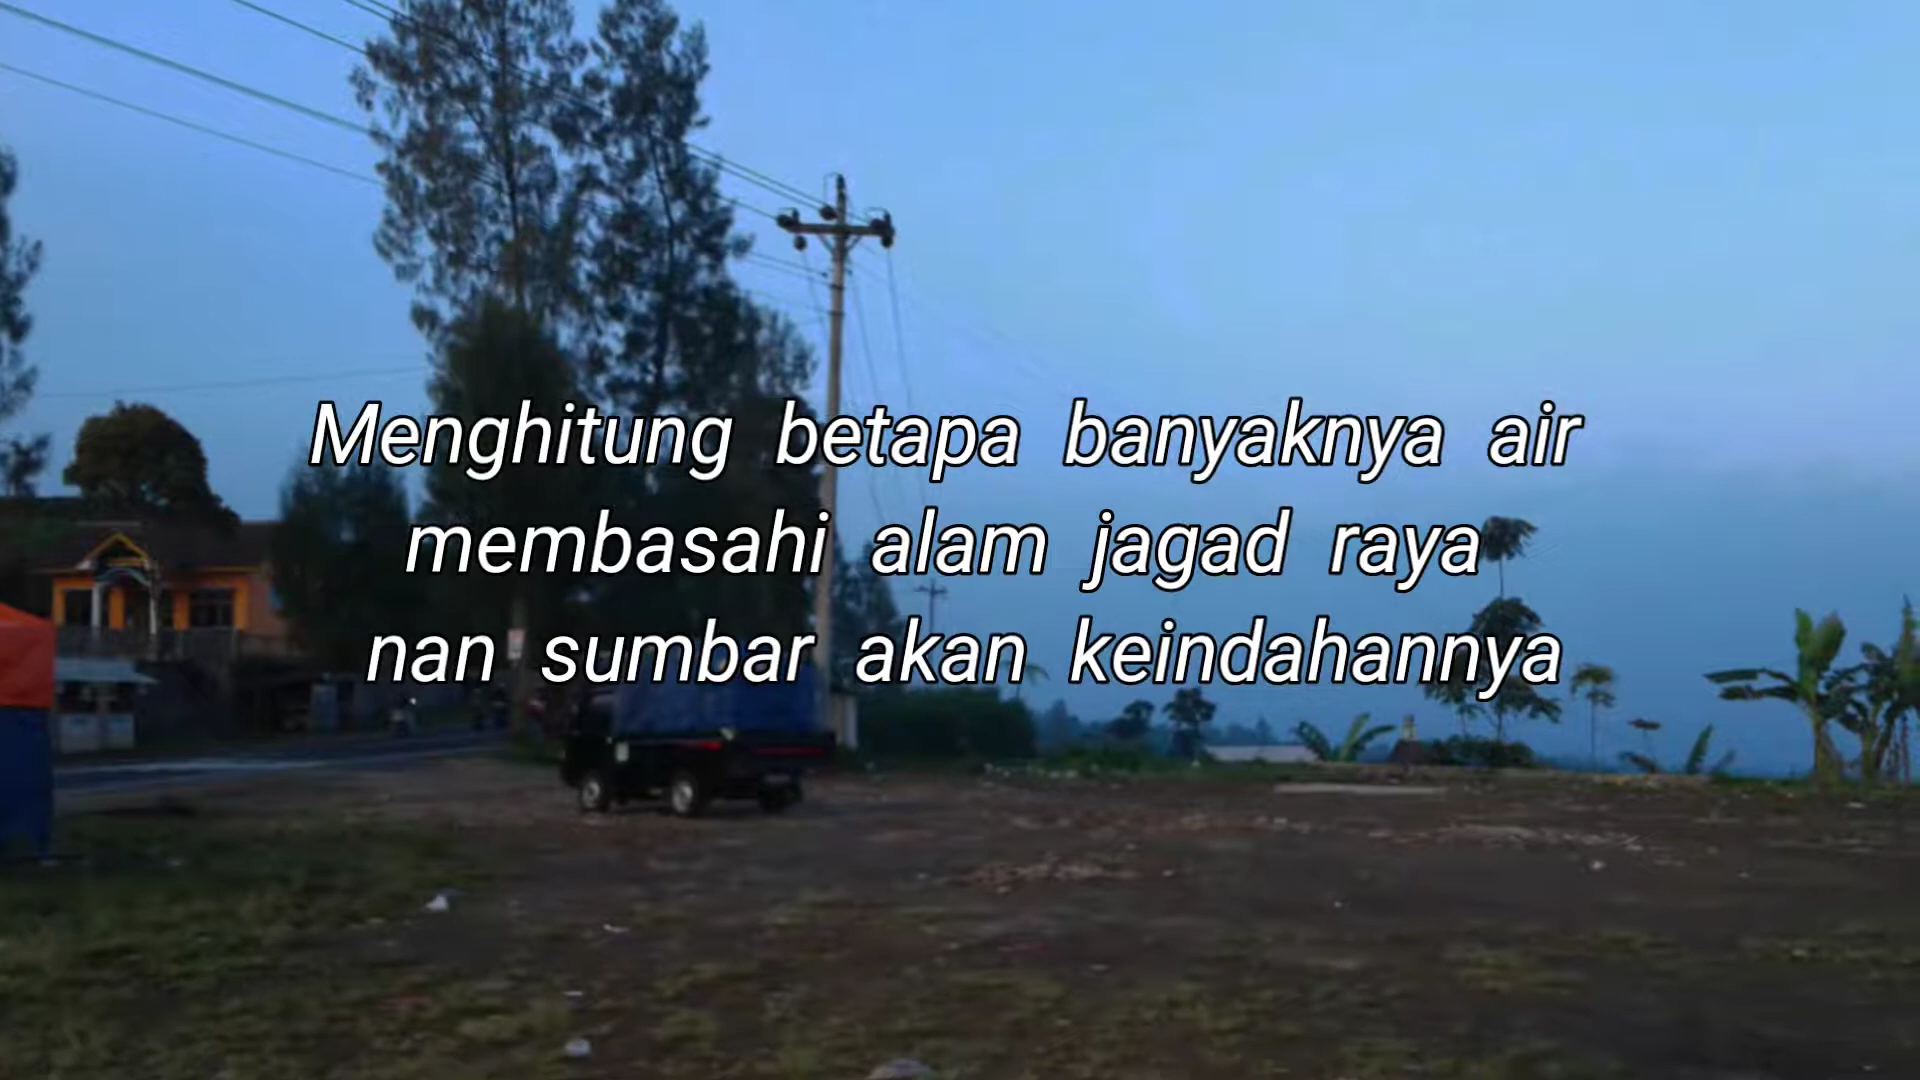 Menghitung betapa banyaknya air
membasahi alam jagad raya
nan sumbar akan keindahannya